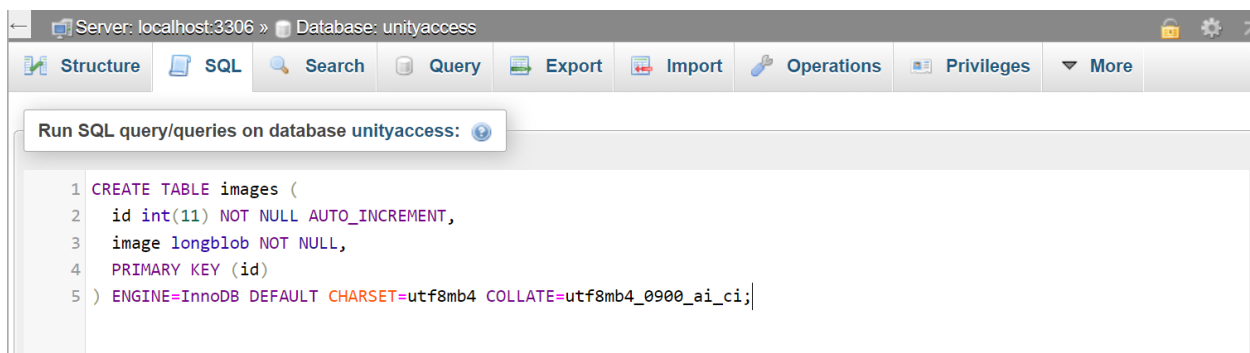 Server: localhost:3306 » Database: unityaccess
Structure SQL Search Query Export Import Operations Privileges More
Run SQL query/queries on database unityaccess:
1 CREATE TABLE images (
2 id int(11) NOT NULL AUTO_INCREMENT,
3 image longblob NOT NULL,
4 PRIMARY KEY (id)
5 ) ENGINE=InnoDB DEFAULT CHARSET=utf8mb4 COLLATE=utf8mb4_0900_ai_ci;